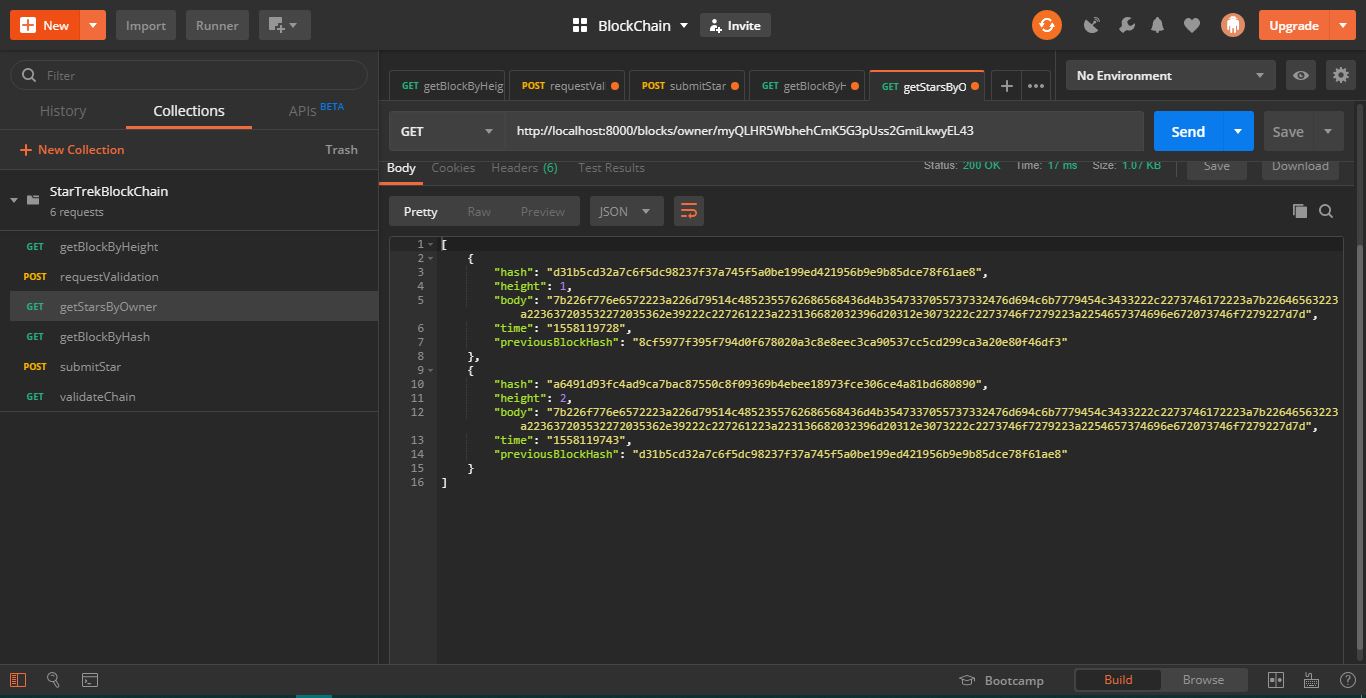 New
Import
Runner
BlockChain
Invite
Upgrade
Filter
History
Collections
APIs BETA
New Collection
Trash
StarTrekBlockChain
6 requests
GET getBlockByHeight
POST requestValidation
GET getStarsByOwner
GET getBlockByHash
POST submitStar
GET validateChain
GET getBlockByHeig
POST requestVal
POST submitStar
GET getBlockByH
GET getStarsByO
No Environment
GET
http://localhost:8000/blocks/owner/myQLHR5WbhehCmK5G3pUss2GmiLkwyEL43
Send
Save
Body Cookies Headers (6) Test Results
Status: 200 OK Time: 17 ms Size: 1.07 KB
Save
Download
Pretty Raw Preview
JSON
1 [
2 {
3 "hash": "d31b5cd32a7c6f5dc98237f37a745f5a0be199ed421956b9e9b85dce78f61ae8",
4 "height": 1,
5 "body": "7b226f776e6572223a226d79514c4852355762686568436d4b3547337055737332476d694c6b7779454c3433222c2273746172223a7b22646563223
a223637203532272035362e39222c227261223a223136682032396d20312e3073222c2273746f7279223a2254657374696e672073746f7279227d7d",
6 "time": "1558119728",
7 "previousBlockHash": "8cf5977f395f794d0f678020a3c8e8eec3ca90537cc5cd299ca3a20e80f46df3"
8 },
9 {
10 "hash": "a6491d93fc4ad9ca7bac87550c8f09369b4ebee18973fce306ce4a81bd680890",
11 "height": 2,
12 "body": "7b226f776e6572223a226d79514c4852355762686568436d4b3547337055737332476d694c6b7779454c3433222c2273746172223a7b22646563223
a223637203532272035362e39222c227261223a223136682032396d20312e3073222c2273746f7279223a2254657374696e672073746f7279227d7d",
13 "time": "1558119743",
14 "previousBlockHash": "d31b5cd32a7c6f5dc98237f37a745f5a0be199ed421956b9e9b85dce78f61ae8"
15 }
16 ]
Bootcamp
Build
Browse